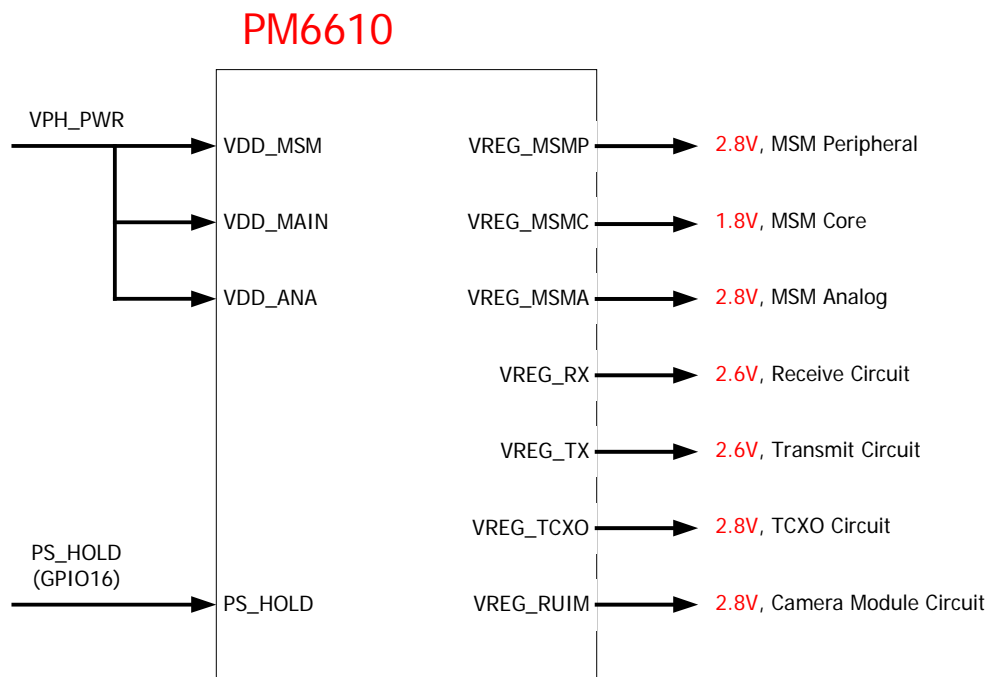 PM6610
VPH_PWR
VDD_MSM
VREG_MSMP
2.8V, MSM Peripheral
VDD_MAIN
VREG_MSMC
1.8V, MSM Core
VDD_ANA
VREG_MSMA
2.8V, MSM Analog
VREG_RX
2.6V, Receive Circuit
VREG_TX
2.6V, Transmit Circuit
VREG_TCXO
2.8V, TCXO Circuit
PS_HOLD
(GPIO16)
PS_HOLD
VREG_RUIM
2.8V, Camera Module Circuit